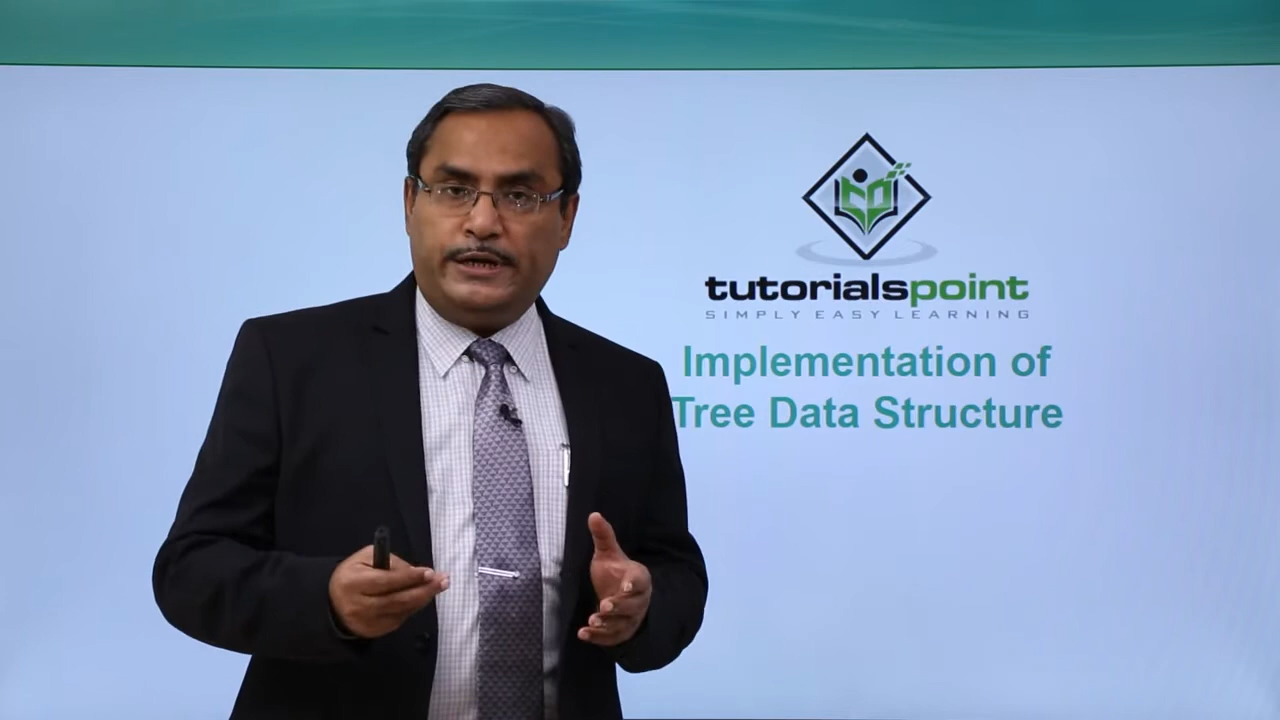 tutorialspoint
SIMPLY EASY LEARNING
Implementation of
Tree Data Structure